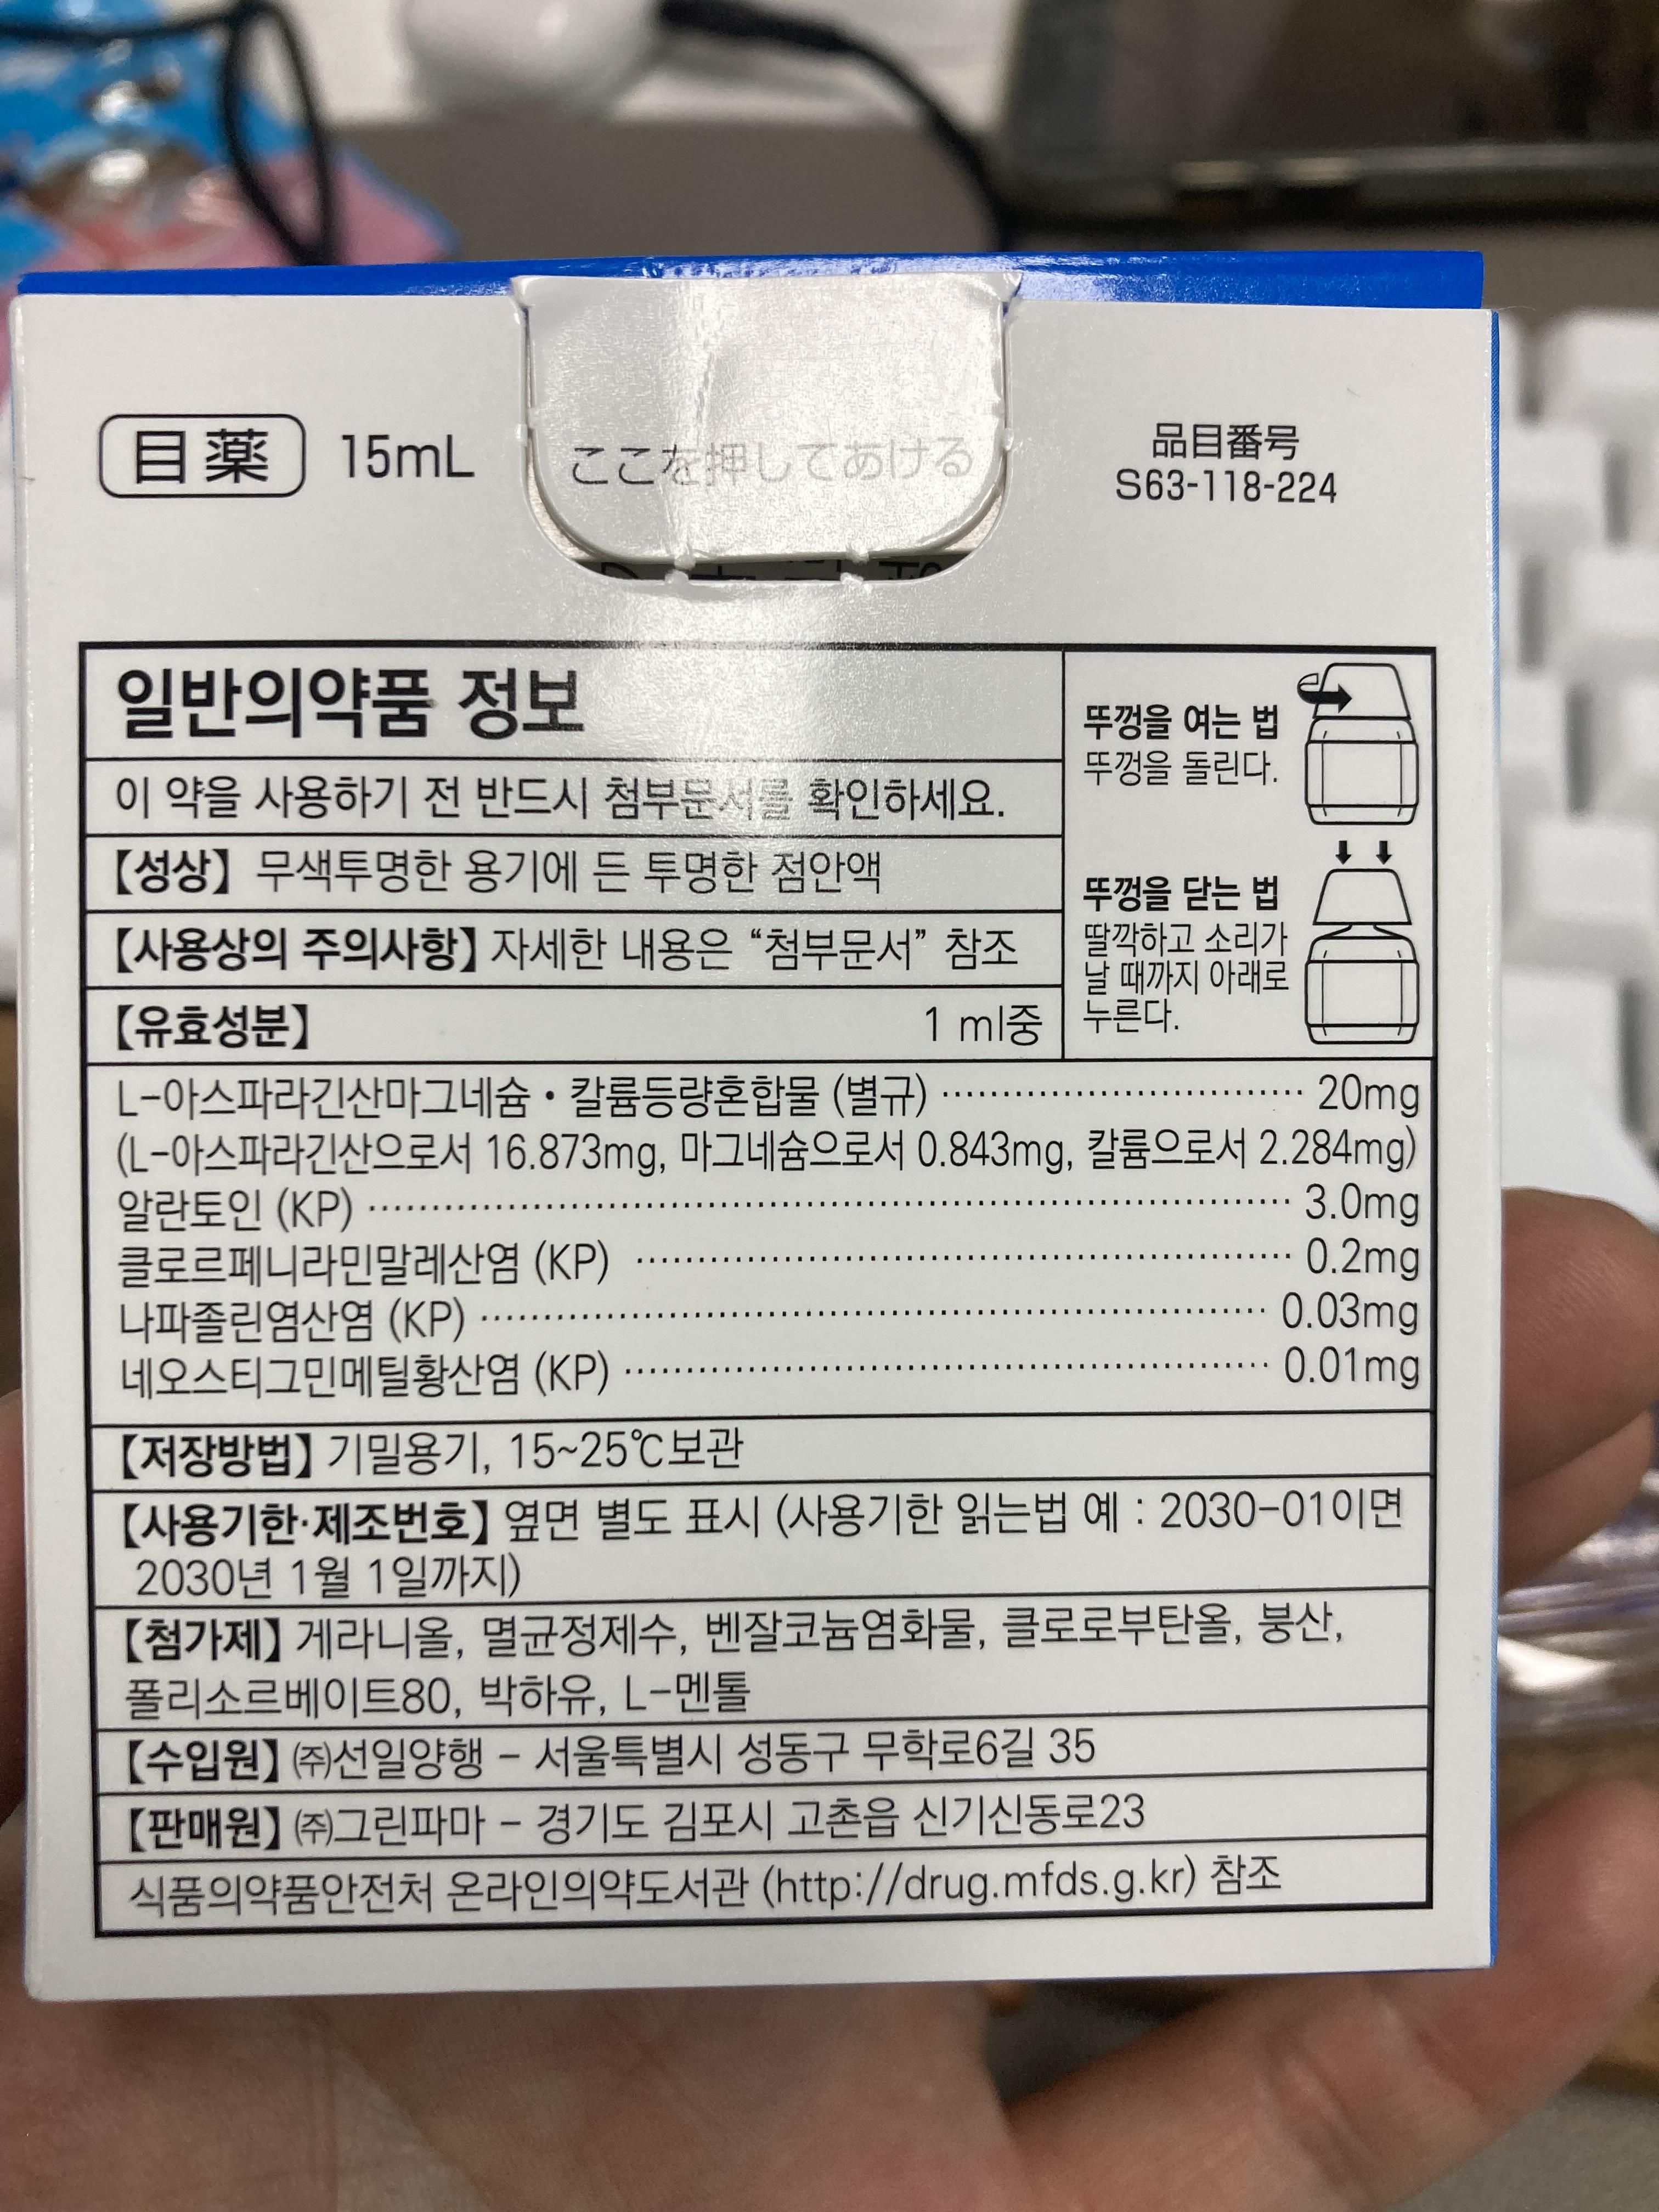 目薬 15mL
ここを押してあける
品目番号
S63-118-224
일반의약품 정보
이 약을 사용하기 전 반드시 첨부문서를 확인하세요.
【성상】 무색투명한 용기에 든 투명한 점안액
【사용상의 주의사항】 자세한 내용은 “첨부문서” 참조
【유효성분】 1 ml중
뚜껑을 여는 법
뚜껑을 돌린다.
뚜껑을 닫는 법
딸깍하고 소리가
날 때까지 아래로
누른다.
L-아스파라긴산마그네슘・칼륨등량혼합물 (별규) 20mg
(L-아스파라긴산으로서 16.873mg, 마그네슘으로서 0.843mg, 칼륨으로서 2.284mg)
알란토인 (KP) 3.0mg
클로르페니라민말레산염 (KP) 0.2mg
나파졸린염산염 (KP) 0.03mg
네오스티그민메틸황산염 (KP) 0.01mg
【저장방법】 기밀용기, 15~25℃보관
【사용기한·제조번호】 옆면 별도 표시 (사용기한 읽는법 예 : 2030-01이면
2030년 1월 1일까지)
【첨가제】 게라니올, 멸균정제수, 벤잘코늄염화물, 클로로부탄올, 붕산,
폴리소르베이트80, 박하유, L-멘톨
【수입원】 ㈜선일양행 - 서울특별시 성동구 무학로6길 35
【판매원】 ㈜그린파마 - 경기도 김포시 고촌읍 신기신동로23
식품의약품안전처 온라인의약도서관 (http://drug.mfds.g.kr) 참조